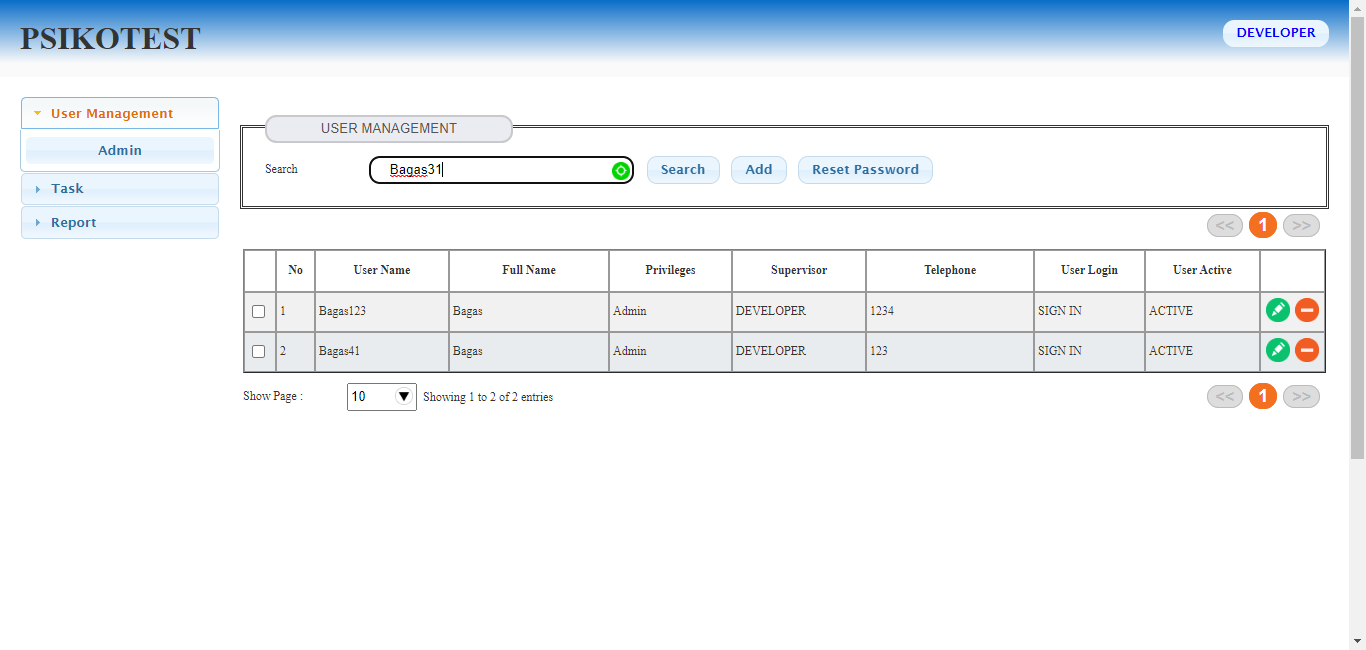 PSIKOTEST
DEVELOPER
User Management
Admin
Task
Report
USER MANAGEMENT
Search Bagas31 Search Add Reset Password
<< 1 >>
No User Name Full Name Privileges Supervisor Telephone User Login User Active
1 Bagas123 Bagas Admin DEVELOPER 1234 SIGN IN ACTIVE
2 Bagas41 Bagas Admin DEVELOPER 123 SIGN IN ACTIVE
Show Page : 10 Showing 1 to 2 of 2 entries << 1 >>